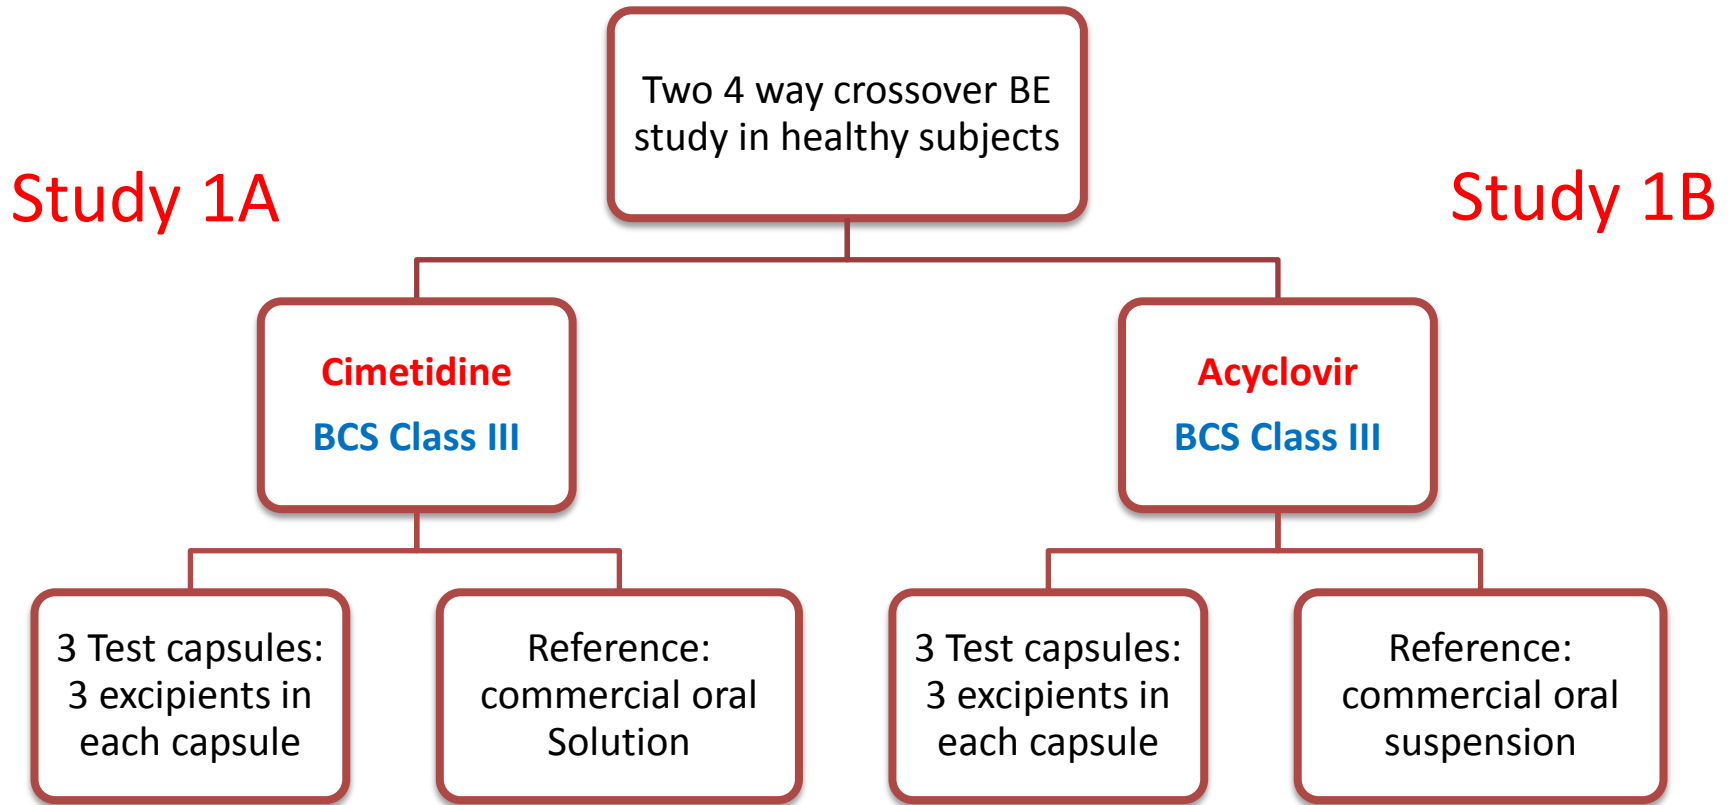 Two 4 way crossover BE
study in healthy subjects
Study 1A
Study 1B
Cimetidine
BCS Class III
Acyclovir
BCS Class III
3 Test capsules:
3 excipients in
each capsule
Reference:
commercial oral
Solution
3 Test capsules:
3 excipients in
each capsule
Reference:
commercial oral
suspension